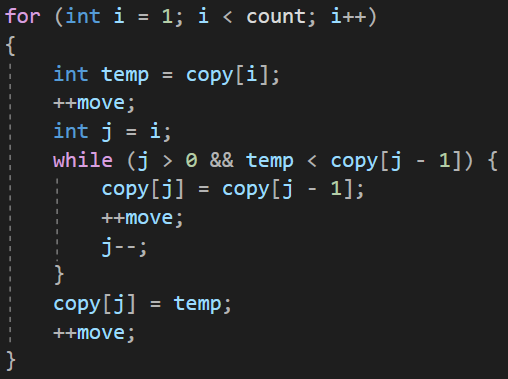 for (int i = 1; i < count; i++)
{
    int temp = copy[i];
    ++move;
    int j = i;
    while (j > 0 && temp < copy[j - 1]) {
        copy[j] = copy[j - 1];
        ++move;
        j--;
    }
    copy[j] = temp;
    ++move;
}